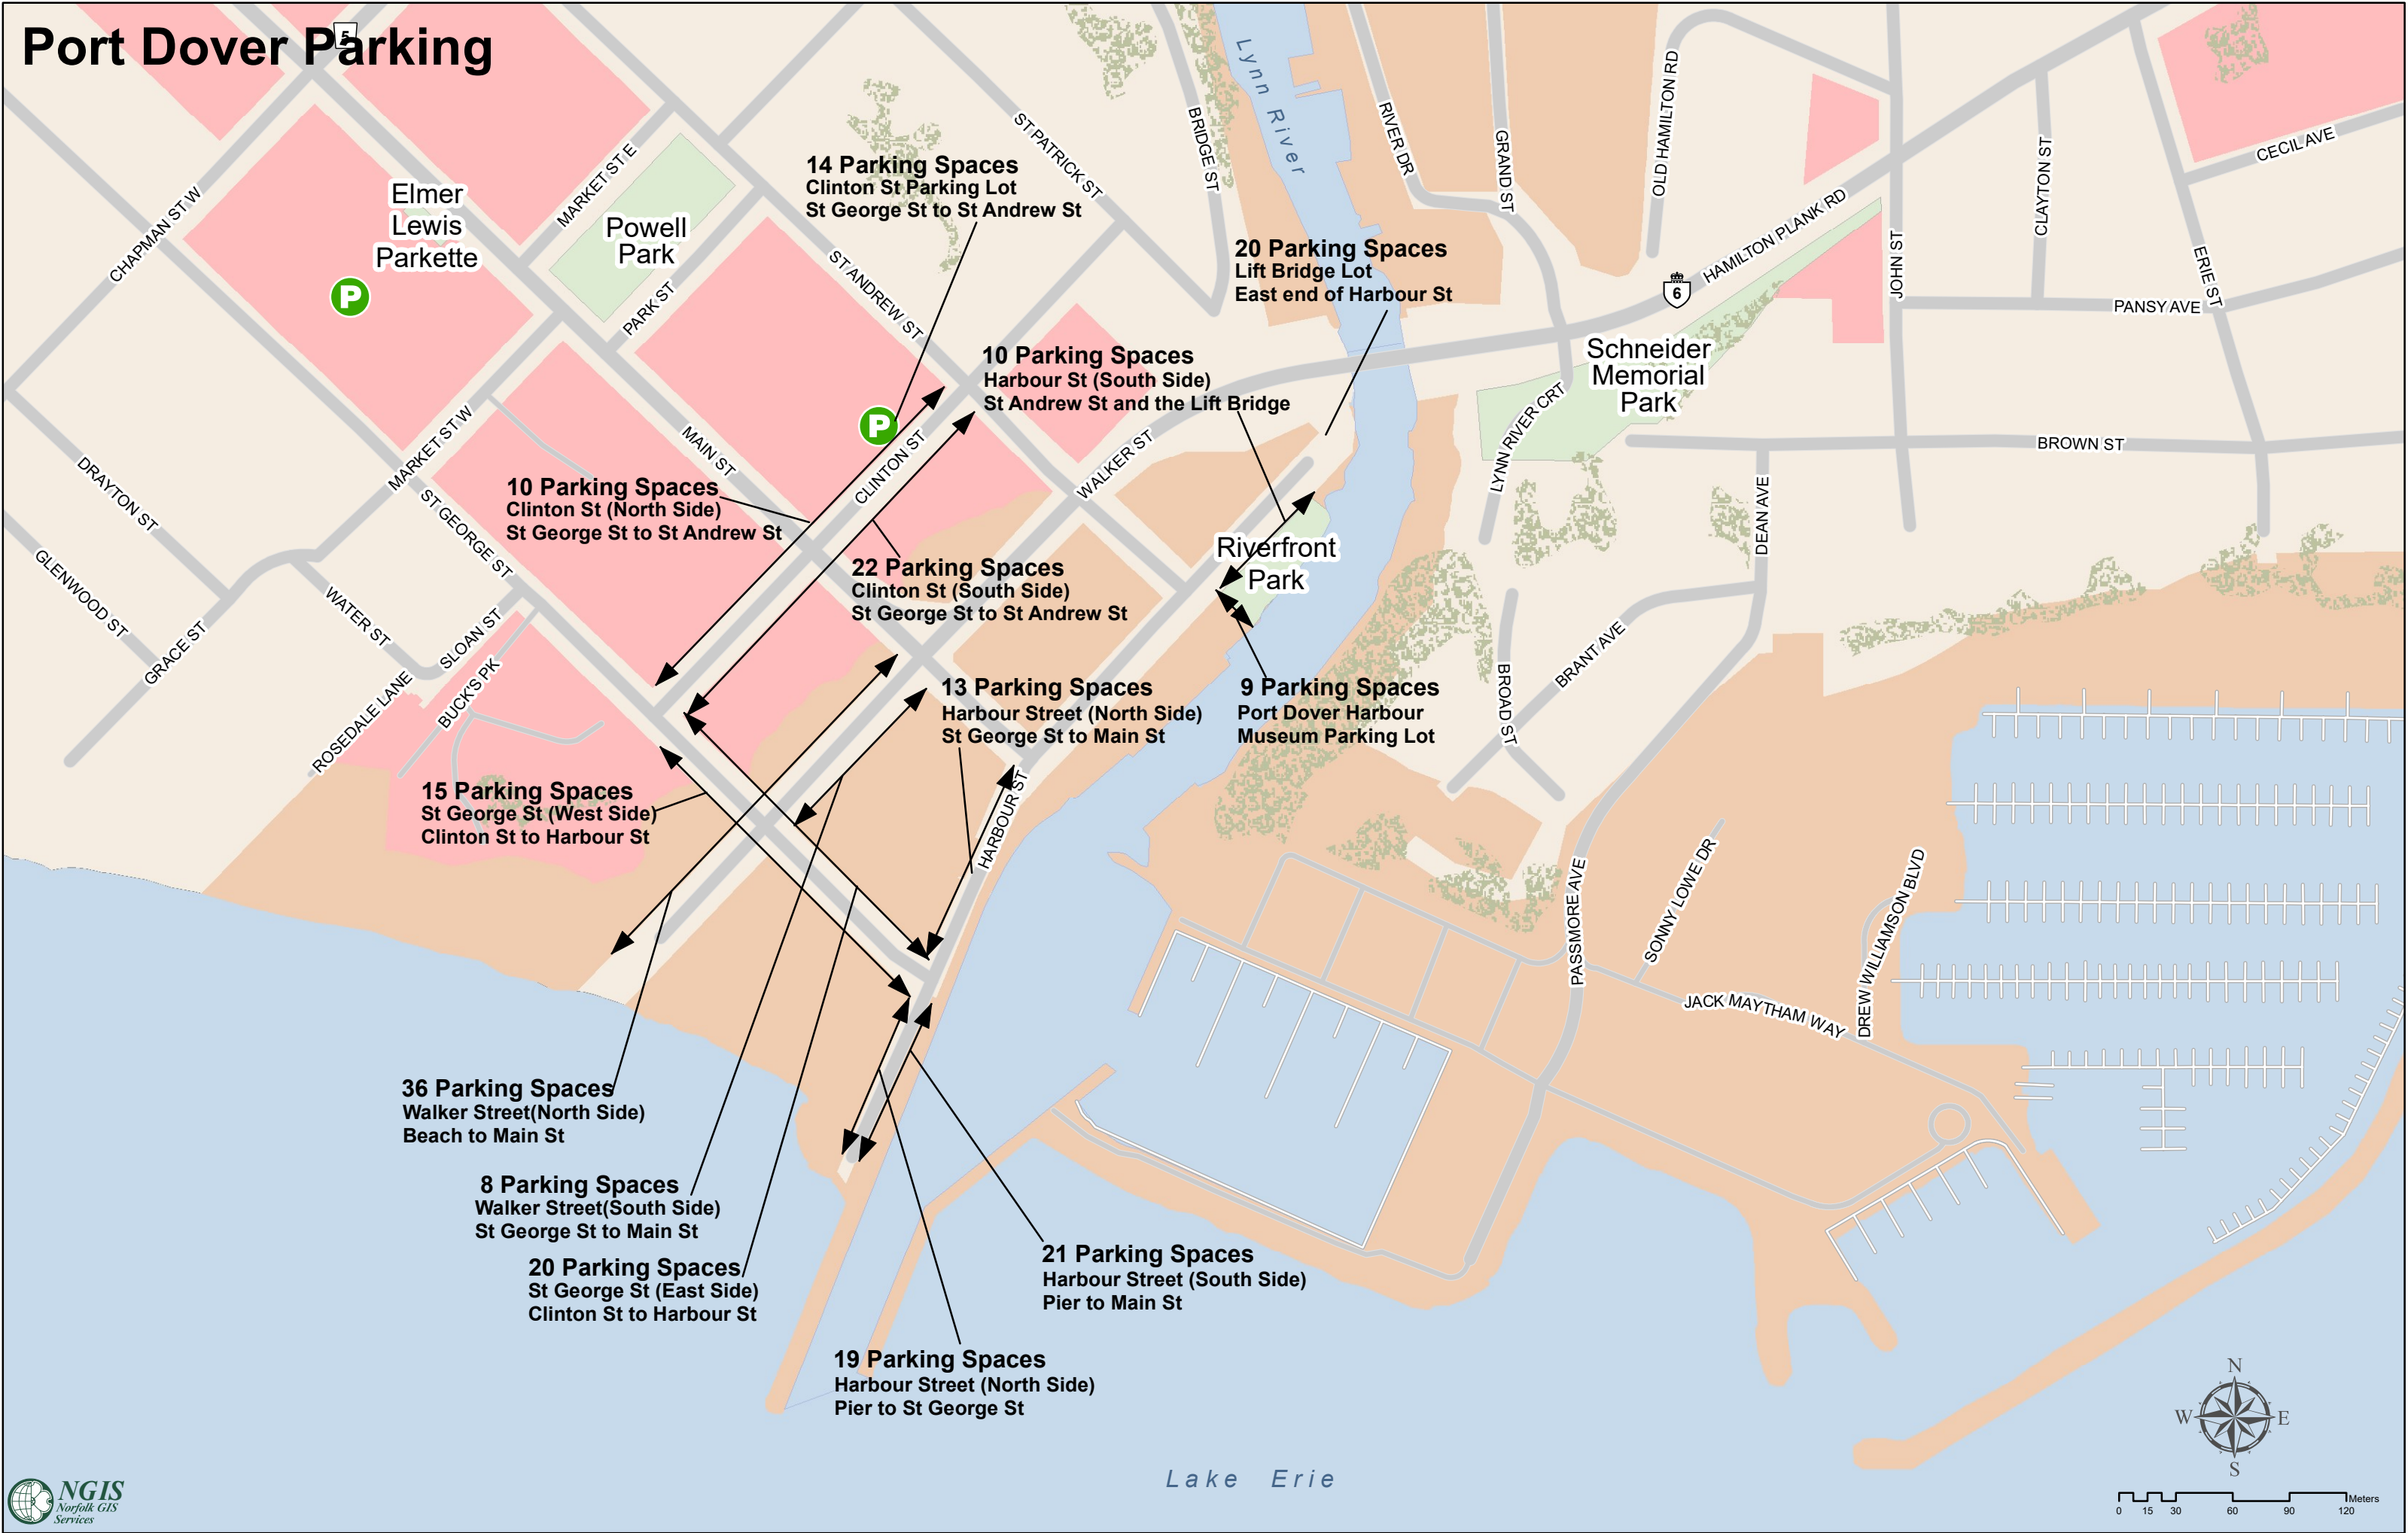 Port Dover Parking
5
Lynn River
BRIDGE ST
RIVER DR
GRAND ST
OLD HAMILTON RD
HAMILTON PLANK RD
6
JOHN ST
CLAYTON ST
CECIL AVE
ERIE ST
PANSY AVE
ST PATRICK ST
MARKET ST E
CHAPMAN ST W
Elmer
Lewis
Parkette
P
Powell
Park
PARK ST
ST ANDREW ST
14 Parking Spaces
Clinton St Parking Lot
St George St to St Andrew St
20 Parking Spaces
Lift Bridge Lot
East end of Harbour St
10 Parking Spaces
Harbour St (South Side)
St Andrew St and the Lift Bridge
Schneider
Memorial
Park
LYNN RIVER CRT
BROWN ST
DEAN AVE
P
CLINTON ST
WALKER ST
MAIN ST
MARKET ST W
DRAYTON ST
ST GEORGE ST
GLENWOOD ST
GRACE ST
WATER ST
SLOAN ST
BUCK'S PK
ROSEDALE LANE
10 Parking Spaces
Clinton St (North Side)
St George St to St Andrew St
22 Parking Spaces
Clinton St (South Side)
St George St to St Andrew St
Riverfront
Park
BRANT AVE
BROAD ST
13 Parking Spaces
Harbour Street (North Side)
St George St to Main St
9 Parking Spaces
Port Dover Harbour
Museum Parking Lot
HARBOUR ST
15 Parking Spaces
St George St (West Side)
Clinton St to Harbour St
PASSMORE AVE
SONNY LOWE DR
DREW WILLIAMSON BLVD
JACK MAYTHAM WAY
36 Parking Spaces
Walker Street(North Side)
Beach to Main St
8 Parking Spaces
Walker Street(South Side)
St George St to Main St
20 Parking Spaces
St George St (East Side)
Clinton St to Harbour St
21 Parking Spaces
Harbour Street (South Side)
Pier to Main St
19 Parking Spaces
Harbour Street (North Side)
Pier to St George St
Lake Erie
N
W E
S
NGIS
Norfolk GIS
Services
Meters
0 15 30 60 90 120